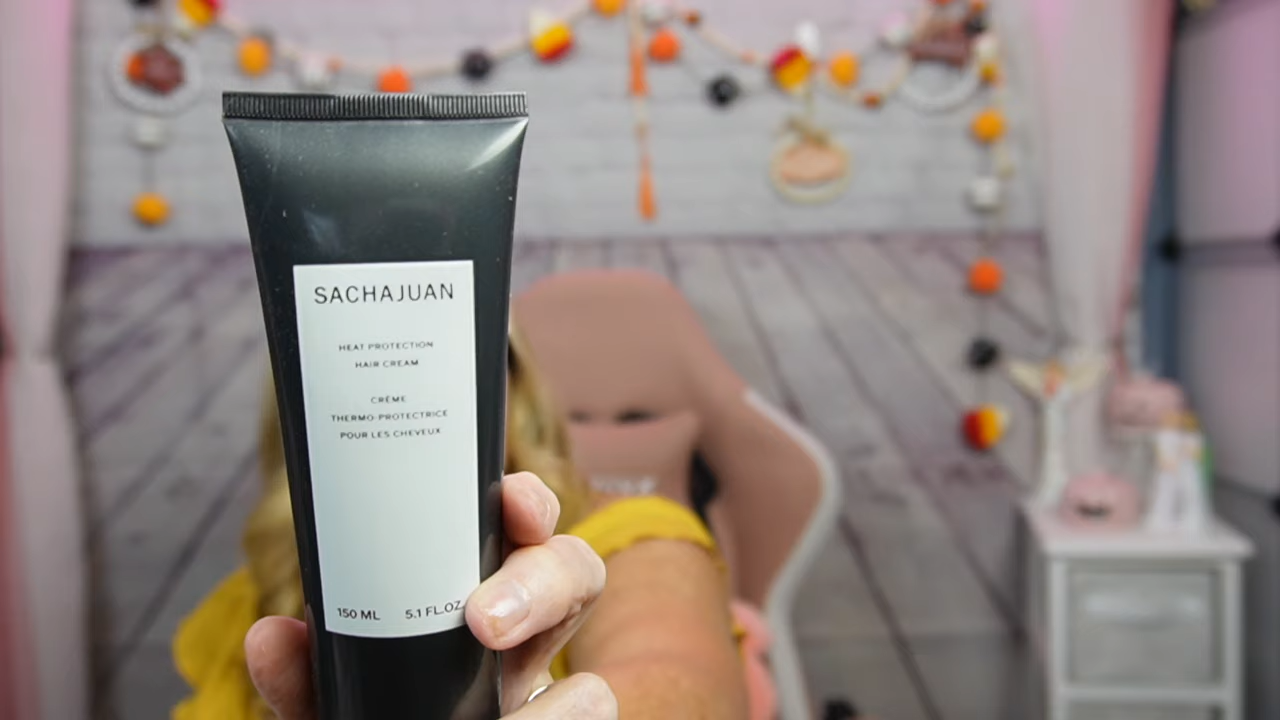 SACHAJUAN
HEAT PROTECTION
HAIR CREAM
CRÈME
THERMO-PROTECTRICE
POUR LES CHEVEUX
150 ML 5.1 FL.OZ.